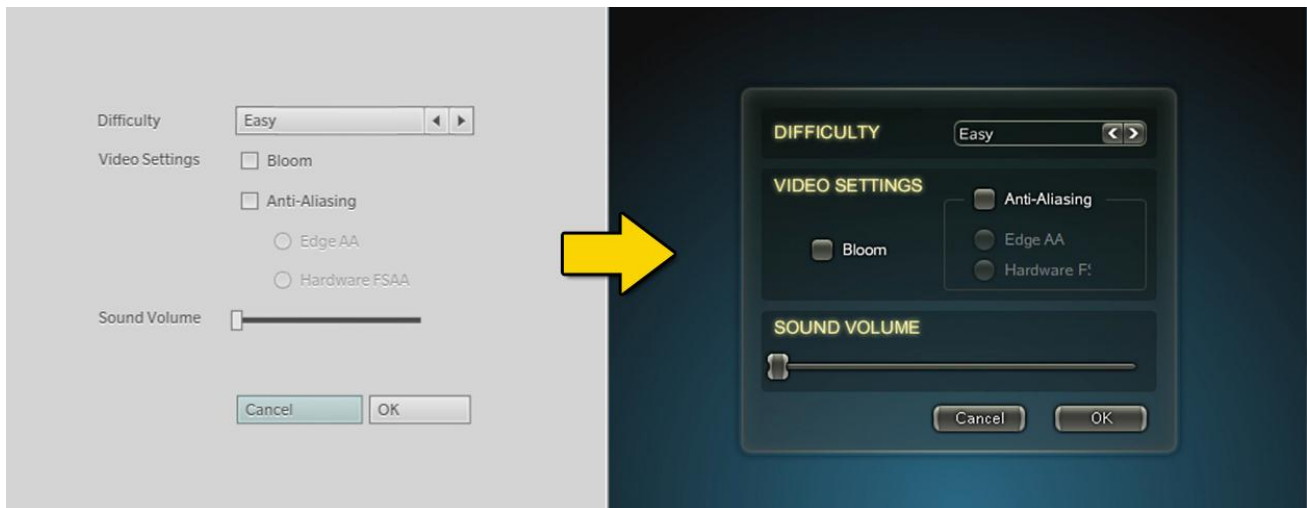 Difficulty Easy
Video Settings Bloom
Anti-Aliasing
Edge AA
Hardware FSAA
Sound Volume
Cancel OK
DIFFICULTY Easy
VIDEO SETTINGS
Anti-Aliasing
Bloom
Edge AA
Hardware F
SOUND VOLUME
Cancel OK